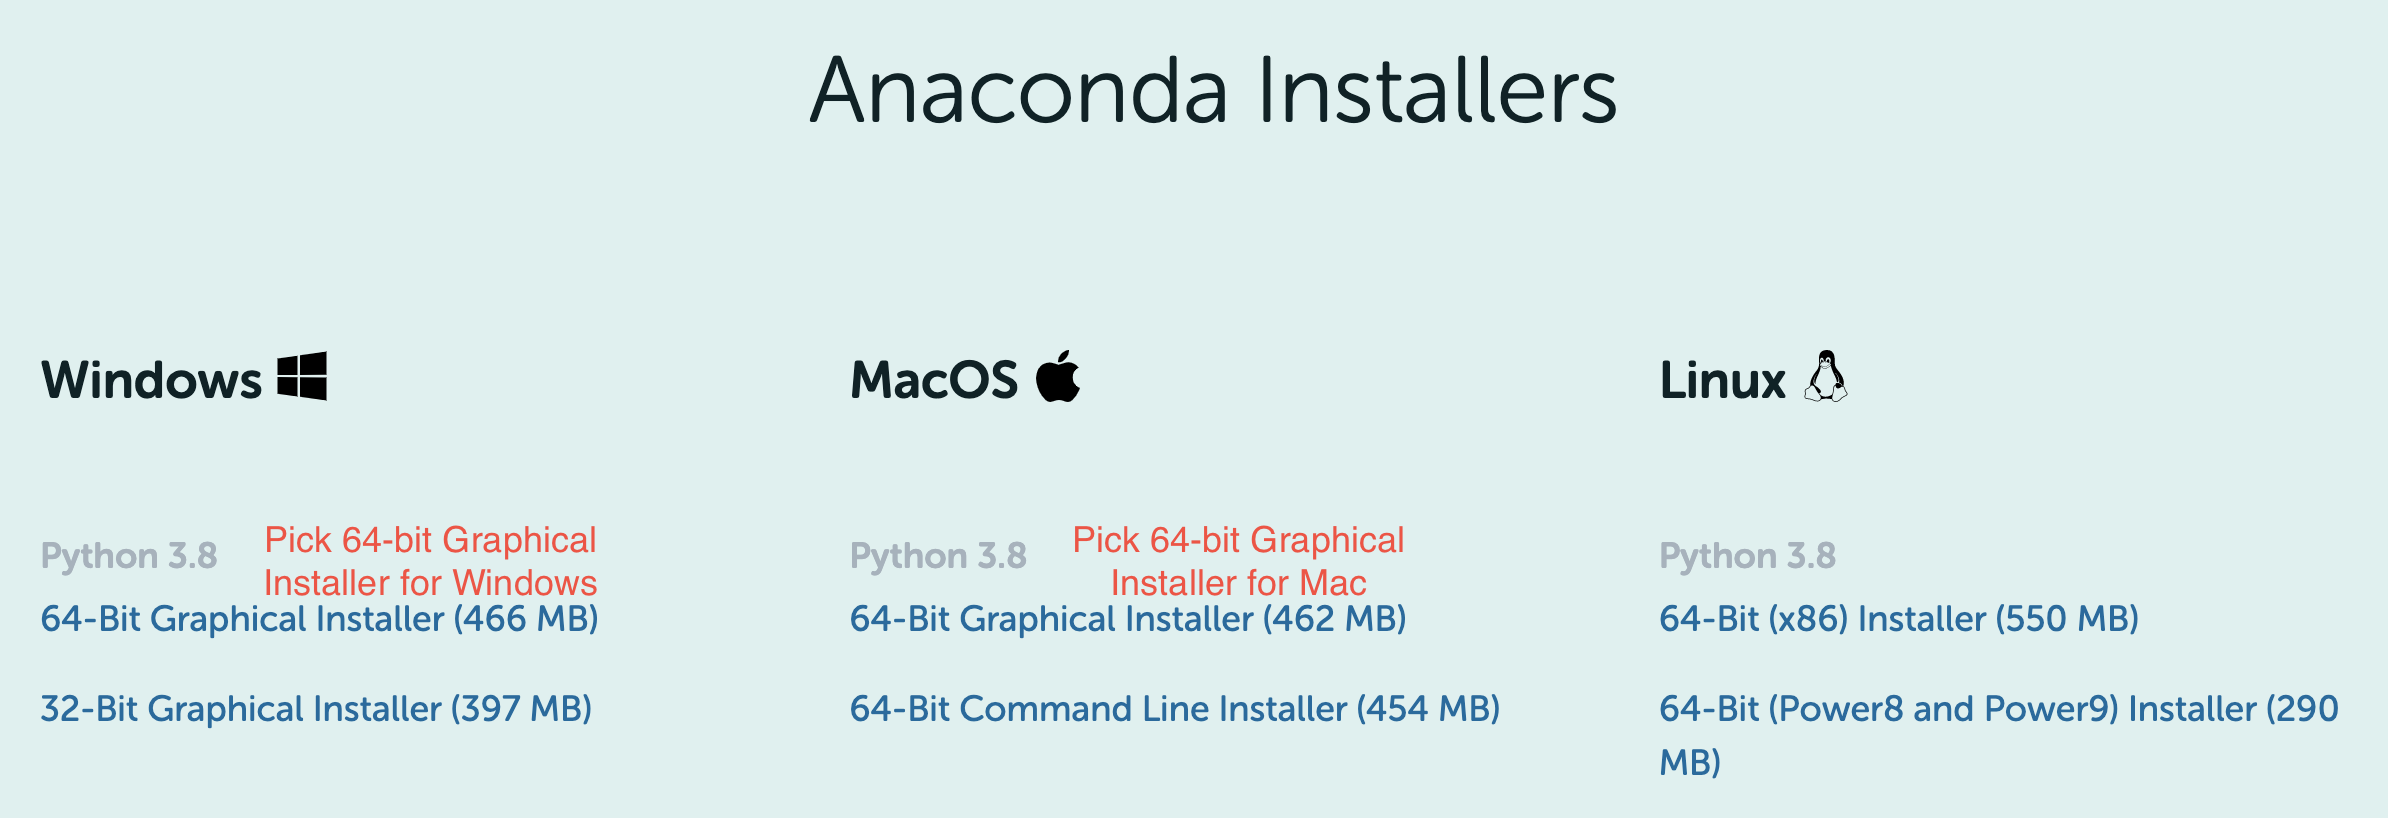 Anaconda Installers
Windows
Python 3.8
Pick 64-bit Graphical
Installer for Windows
64-Bit Graphical Installer (466 MB)
32-Bit Graphical Installer (397 MB)
MacOS
Python 3.8
Pick 64-bit Graphical
Installer for Mac
64-Bit Graphical Installer (462 MB)
64-Bit Command Line Installer (454 MB)
Linux
Python 3.8
64-Bit (x86) Installer (550 MB)
64-Bit (Power8 and Power9) Installer (290
MB)